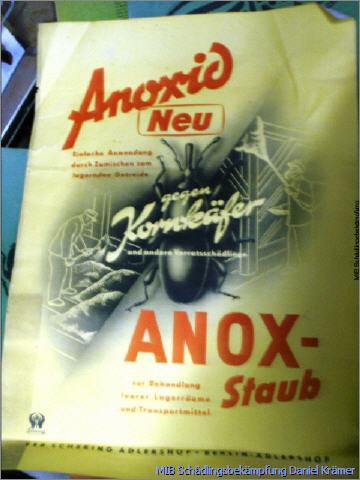 Anoxid
Neu
Einfache Anwendung
durch Zumischen zum
lagernden Getreide
gegen
Kornkäfer
und andere Vorratsschädlinge
ANOX-
Staub
zur Behandlung
leerer Lagerräume
und Transportmittel
VEB SCHERING ADLERSHOF · BERLIN-ADLERSHOF
MIB Schädlingsbekämpfung Daniel Krämer